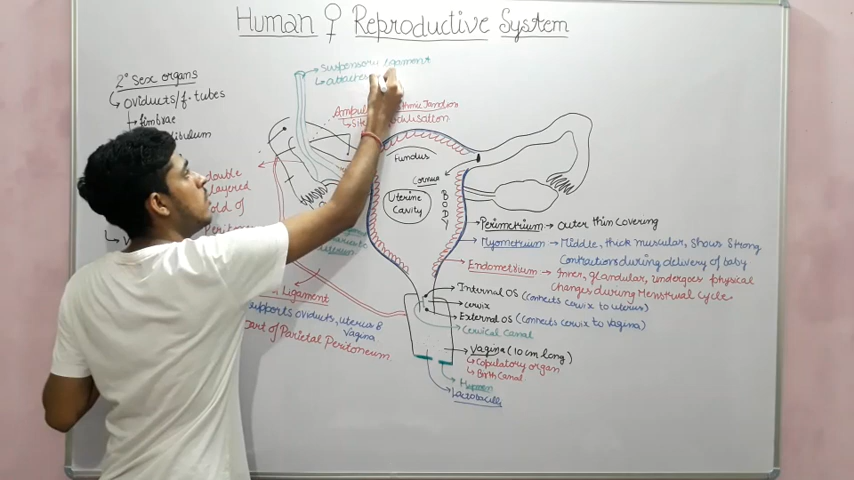 Human ♀ Reproductive System
2° Sex organs
oviducts/f. tubes
fimbrae
Suspensory ligament
Site
Fundus
Cornua
Uterine Cavity
BODY
double
layered
fold of
Perimetrium → Outer thin covering
Myometrium → Middle, thick muscular, Shows Strong
Contractions during delivery of baby
Endometrium → Inner, glandular, undergoes physical
Changes during Menstrual Cycle
Internal OS (Connects Cervix to uterus)
Cervix
External OS (Connects Cervix to Vagina)
Cervical Canal
Ligament
supports oviducts, uterus &
Vagina
Part of Parietal Peritoneum.
Vagina (10 cm long)
Copulatory organ
Birth Canal
Hymen
Lactobacilli